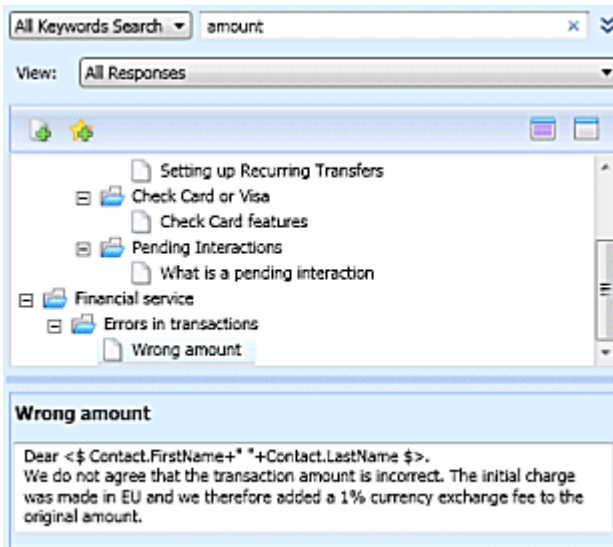 All Keywords Search amount
View: All Responses
Setting up Recurring Transfers
Check Card or Visa
Check Card features
Pending Interactions
What is a pending interaction
Financial service
Errors in transactions
Wrong amount
Wrong amount
Dear <$ Contact.FirstName+" "+Contact.LastName $>.
We do not agree that the transaction amount is incorrect. The initial charge
was made in EU and we therefore added a 1% currency exchange fee to the
original amount.